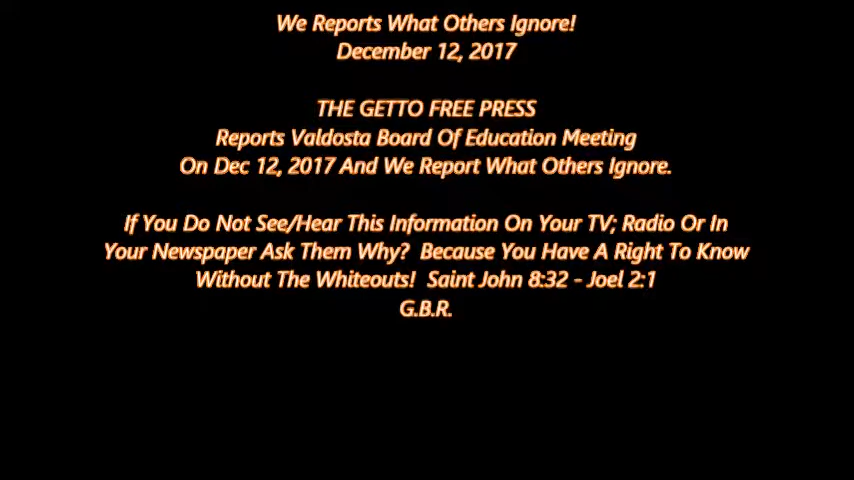 We Reports What Others Ignore!
December 12, 2017
THE GETTO FREE PRESS
Reports Valdosta Board Of Education Meeting
On Dec 12, 2017 And We Report What Others Ignore.
If You Do Not See/Hear This Information On Your TV; Radio Or In
Your Newspaper Ask Them Why?  Because You Have A Right To Know
Without The Whiteouts!  Saint John 8:32 - Joel 2:1
G.B.R.